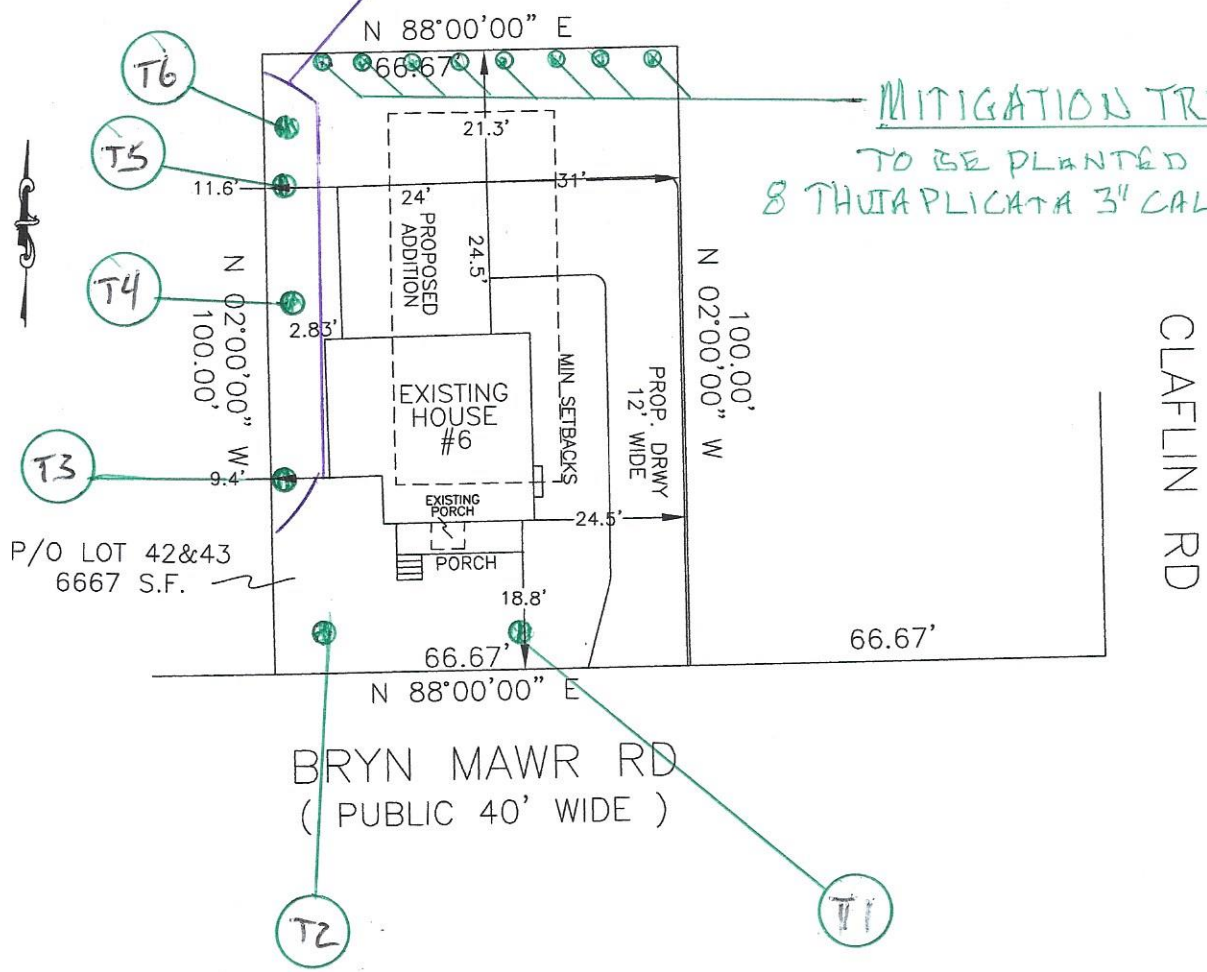 N 88°00'00" E
66.67'
T6
MITIGATION TR
TO BE PLANTED
8 THUJA PLICATA 3" CAL
21.3'
T5
11.6'
31'
24'
PROPOSED
ADDITION
24.5'
T4
N 02°00'00" W
100.00'
2.83'
100.00'
N 02°00'00" W
MIN. SETBACKS
PROP. DRWY
12' WIDE
EXISTING
HOUSE
#6
CLAFLIN RD
T3
9.4'
EXISTING
PORCH
24.5'
P/O LOT 42&43
6667 S.F.
PORCH
18.8'
66.67'
66.67'
N 88°00'00" E
BRYN MAWR RD
( PUBLIC 40' WIDE )
T2
T1